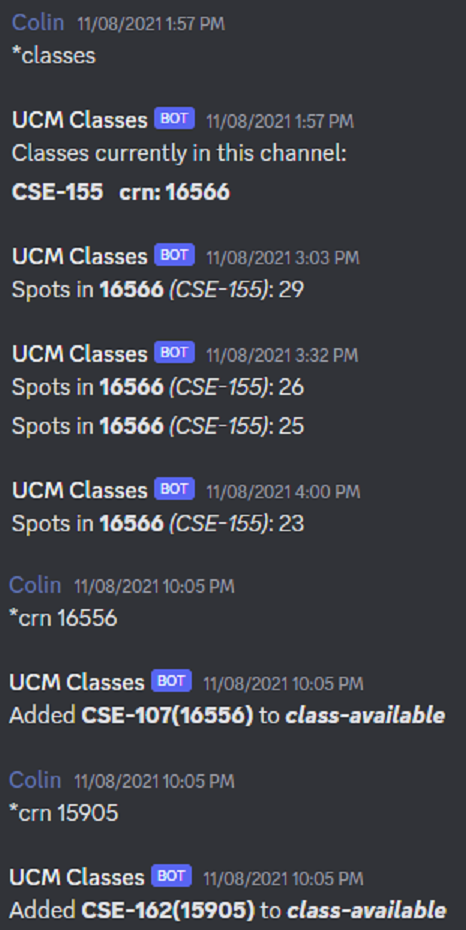 Colin 11/08/2021 1:57 PM
*classes
UCM Classes BOT 11/08/2021 1:57 PM
Classes currently in this channel:
CSE-155 crn: 16566
UCM Classes BOT 11/08/2021 3:03 PM
Spots in 16566 (CSE-155): 29
UCM Classes BOT 11/08/2021 3:32 PM
Spots in 16566 (CSE-155): 26
Spots in 16566 (CSE-155): 25
UCM Classes BOT 11/08/2021 4:00 PM
Spots in 16566 (CSE-155): 23
Colin 11/08/2021 10:05 PM
*crn 16556
UCM Classes BOT 11/08/2021 10:05 PM
Added CSE-107(16556) to class-available
Colin 11/08/2021 10:05 PM
*crn 15905
UCM Classes BOT 11/08/2021 10:05 PM
Added CSE-162(15905) to class-available